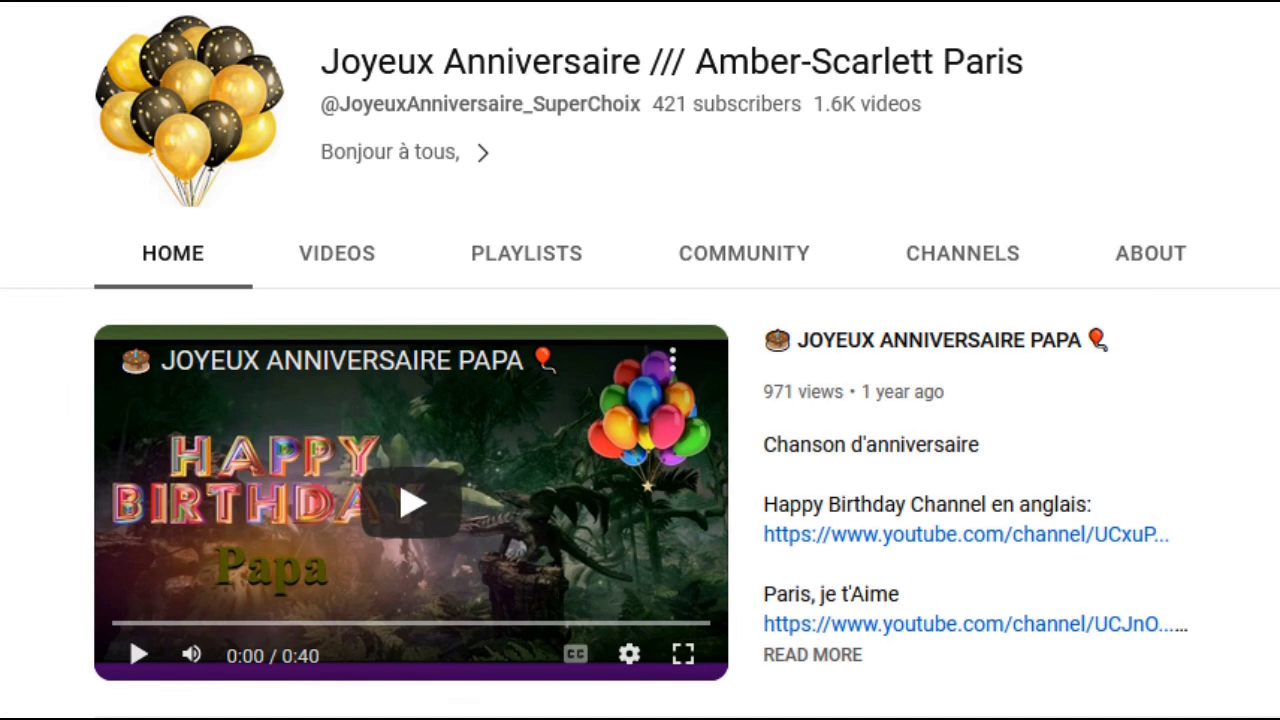 Joyeux Anniversaire /// Amber-Scarlett Paris
@JoyeuxAnniversaire_SuperChoix 421 subscribers 1.6K videos
Bonjour à tous,
HOME VIDEOS PLAYLISTS COMMUNITY CHANNELS ABOUT
JOYEUX ANNIVERSAIRE PAPA
HAPPY
BIRTHDA
Papa
0:00 / 0:40
CC
JOYEUX ANNIVERSAIRE PAPA
971 views • 1 year ago
Chanson d'anniversaire
Happy Birthday Channel en anglais:
https://www.youtube.com/channel/UCxuP...
Paris, je t'Aime
https://www.youtube.com/channel/UCJnO......
READ MORE